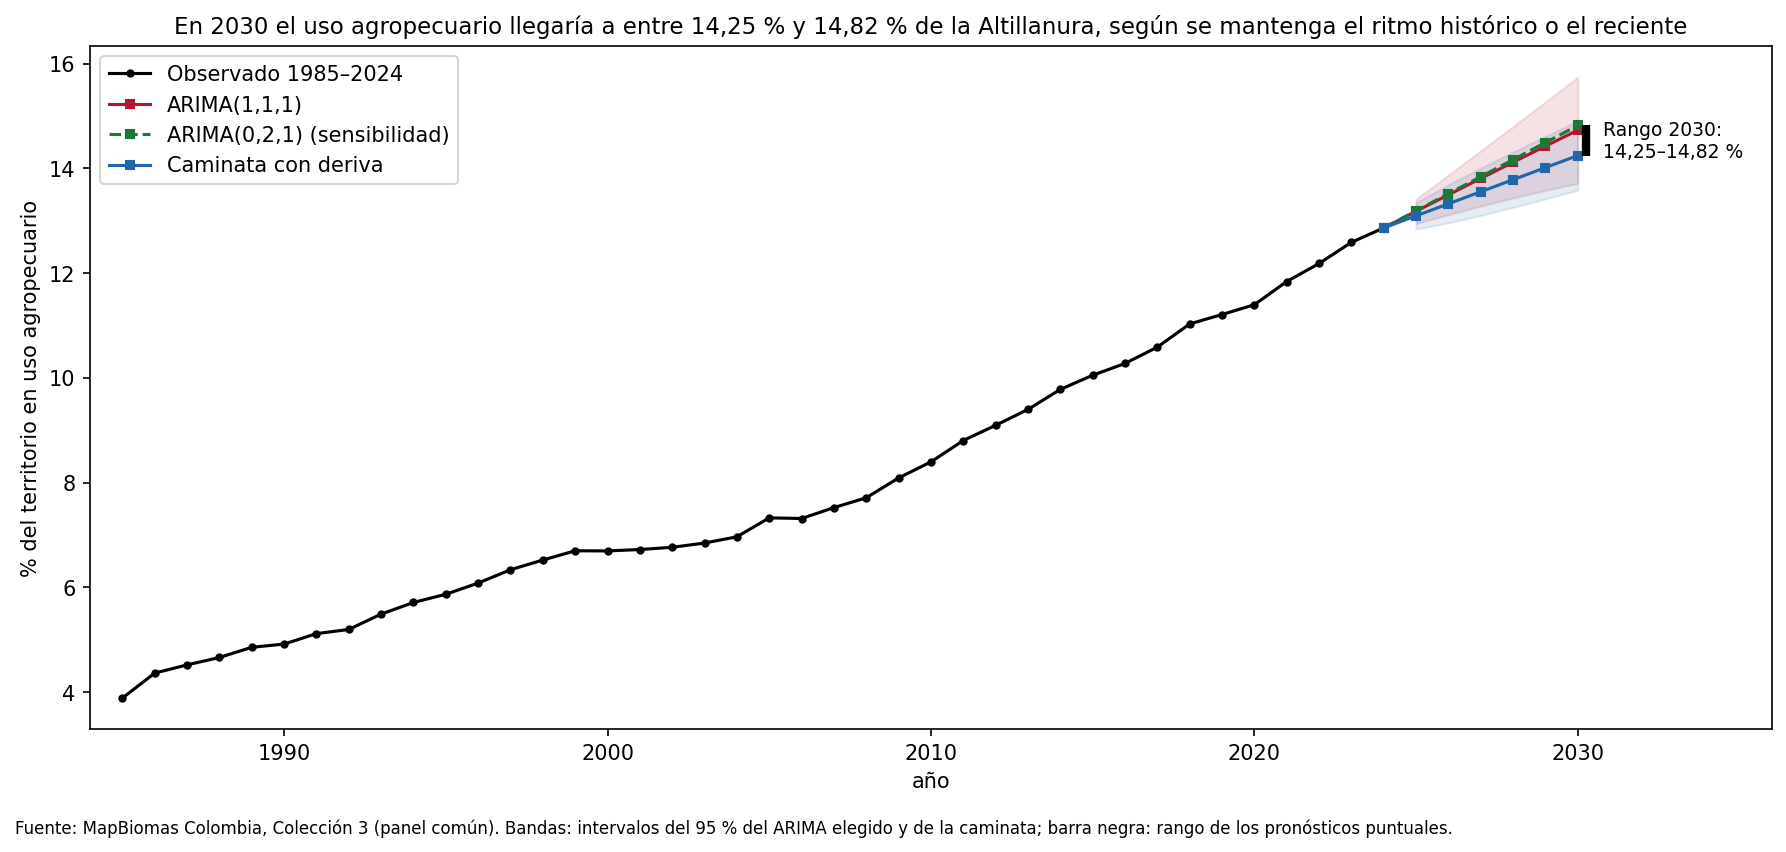 En 2030 el uso agropecuario llegaría a entre 14,25 % y 14,82 % de la Altillanura, según se mantenga el ritmo histórico o el reciente
Observado 1985–2024
ARIMA(1,1,1)
ARIMA(0,2,1) (sensibilidad)
Caminata con deriva
Rango 2030:
14,25–14,82 %
% del territorio en uso agropecuario
16
14
12
10
8
6
4
1990
2000
2010
2020
2030
año
Fuente: MapBiomas Colombia, Colección 3 (panel común). Bandas: intervalos del 95 % del ARIMA elegido y de la caminata; barra negra: rango de los pronósticos puntuales.